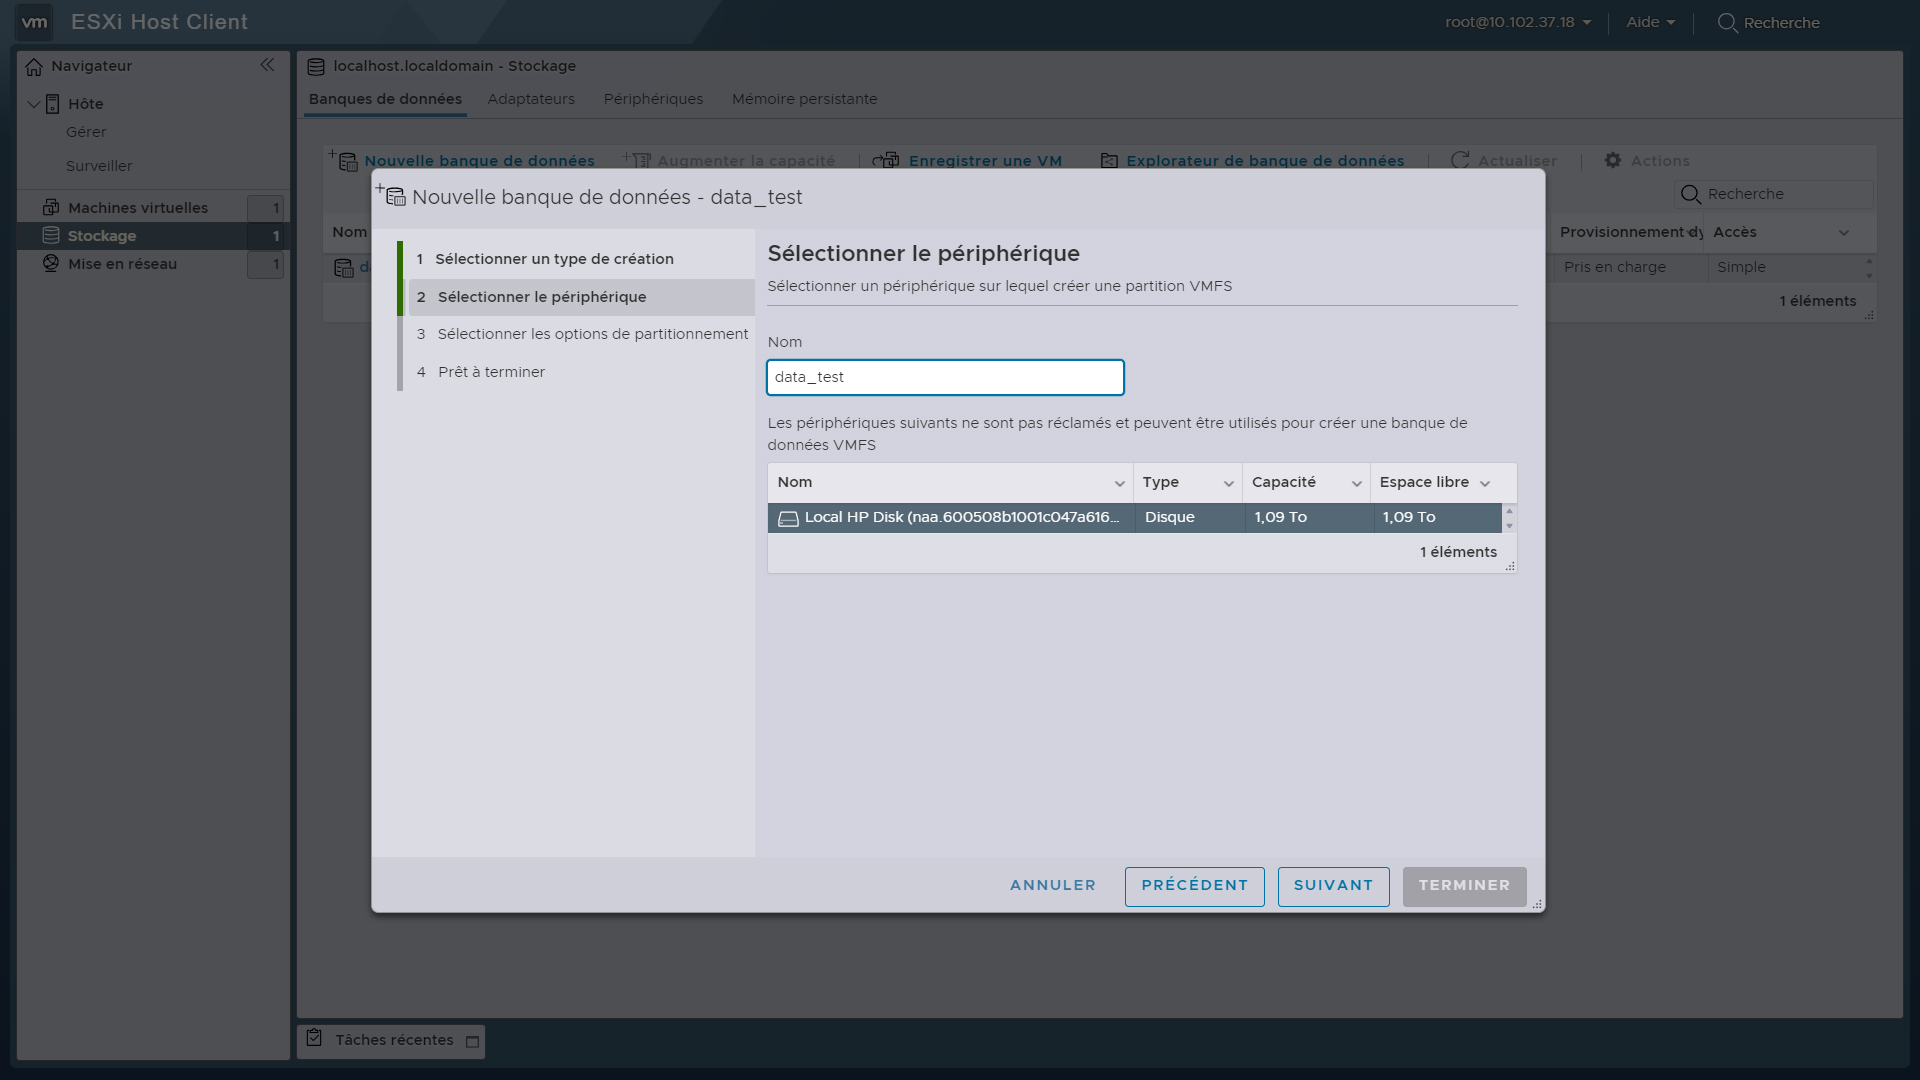 vm ESXi Host Client
root@10.102.37.18 Aide Recherche
Navigateur
Hôte
Gérer
Surveiller
Machines virtuelles 1
Stockage 1
Mise en réseau 1
localhost.localdomain - Stockage
Banques de données Adaptateurs Périphériques Mémoire persistante
Nouvelle banque de données Augmenter la capacité Enregistrer une VM Explorateur de banque de données Actualiser Actions
Recherche
Nom Provisionnement dy Accès
Pris en charge Simple
1 éléments
Nouvelle banque de données - data_test
1 Sélectionner un type de création
2 Sélectionner le périphérique
3 Sélectionner les options de partitionnement
4 Prêt à terminer
Sélectionner le périphérique
Sélectionner un périphérique sur lequel créer une partition VMFS
Nom
data_test
Les périphériques suivants ne sont pas réclamés et peuvent être utilisés pour créer une banque de
données VMFS
Nom Type Capacité Espace libre
Local HP Disk (naa.600508b1001c047a616... Disque 1,09 To 1,09 To
1 éléments
ANNULER PRÉCÉDENT SUIVANT TERMINER
Tâches récentes